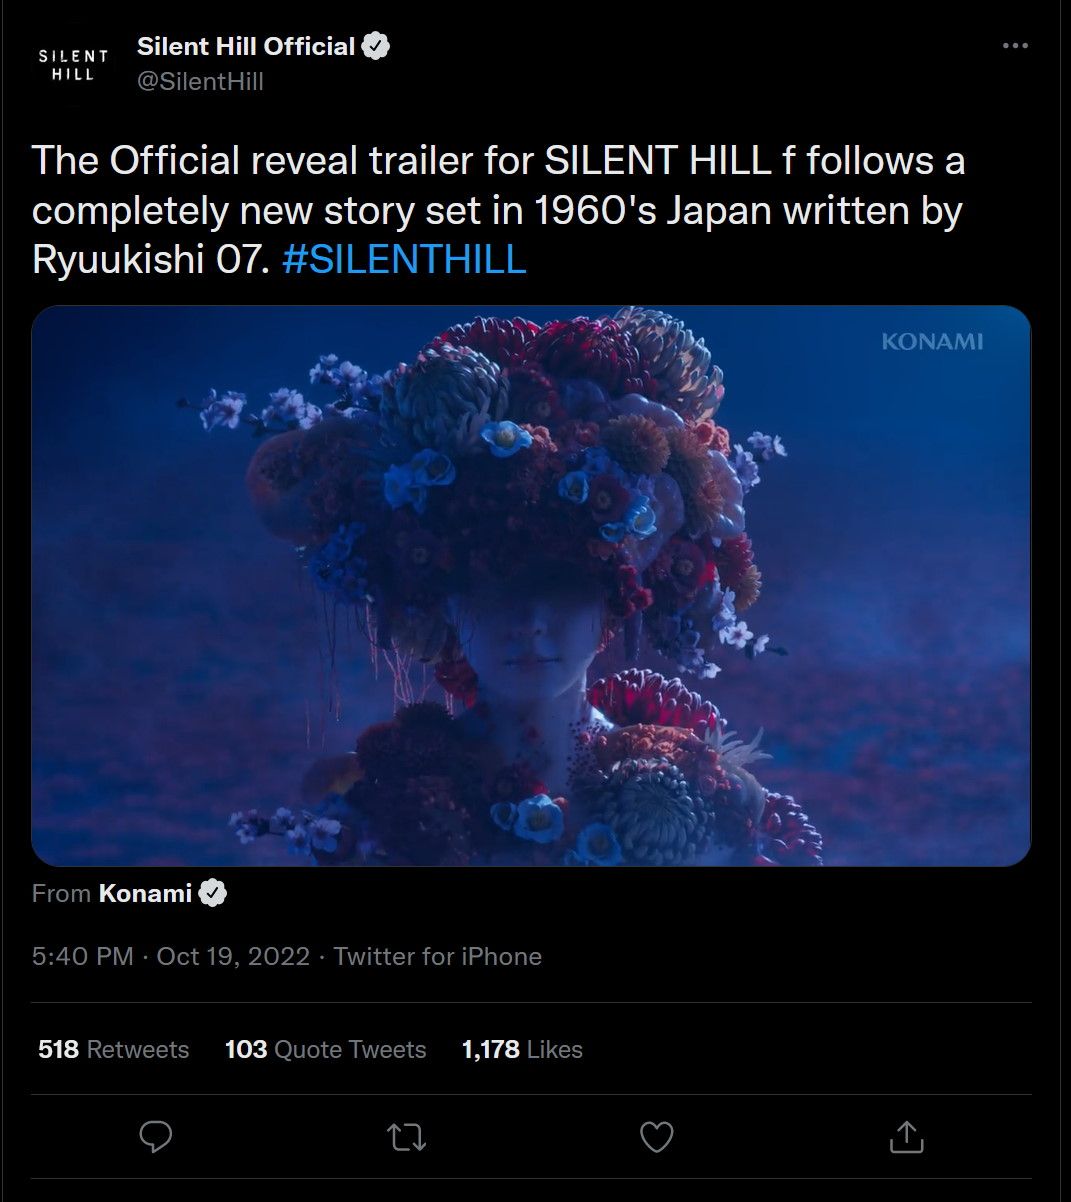 SILENT
HILL
Silent Hill Official
@SilentHill
The Official reveal trailer for SILENT HILL f follows a
completely new story set in 1960's Japan written by
Ryuukishi 07. #SILENTHILL
KONAMI
From Konami
5:40 PM · Oct 19, 2022 · Twitter for iPhone
518 Retweets 103 Quote Tweets 1,178 Likes